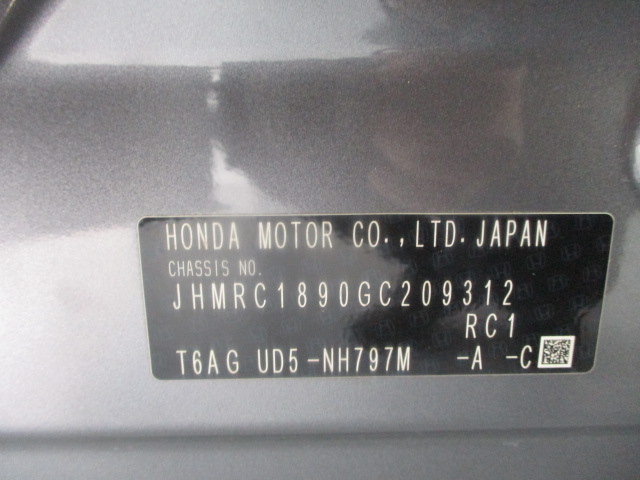 HONDA MOTOR CO.,LTD.JAPAN
CHASSIS NO.
JHMRC1890GC209312
RC1
T6AG UD5-NH797M -A -C